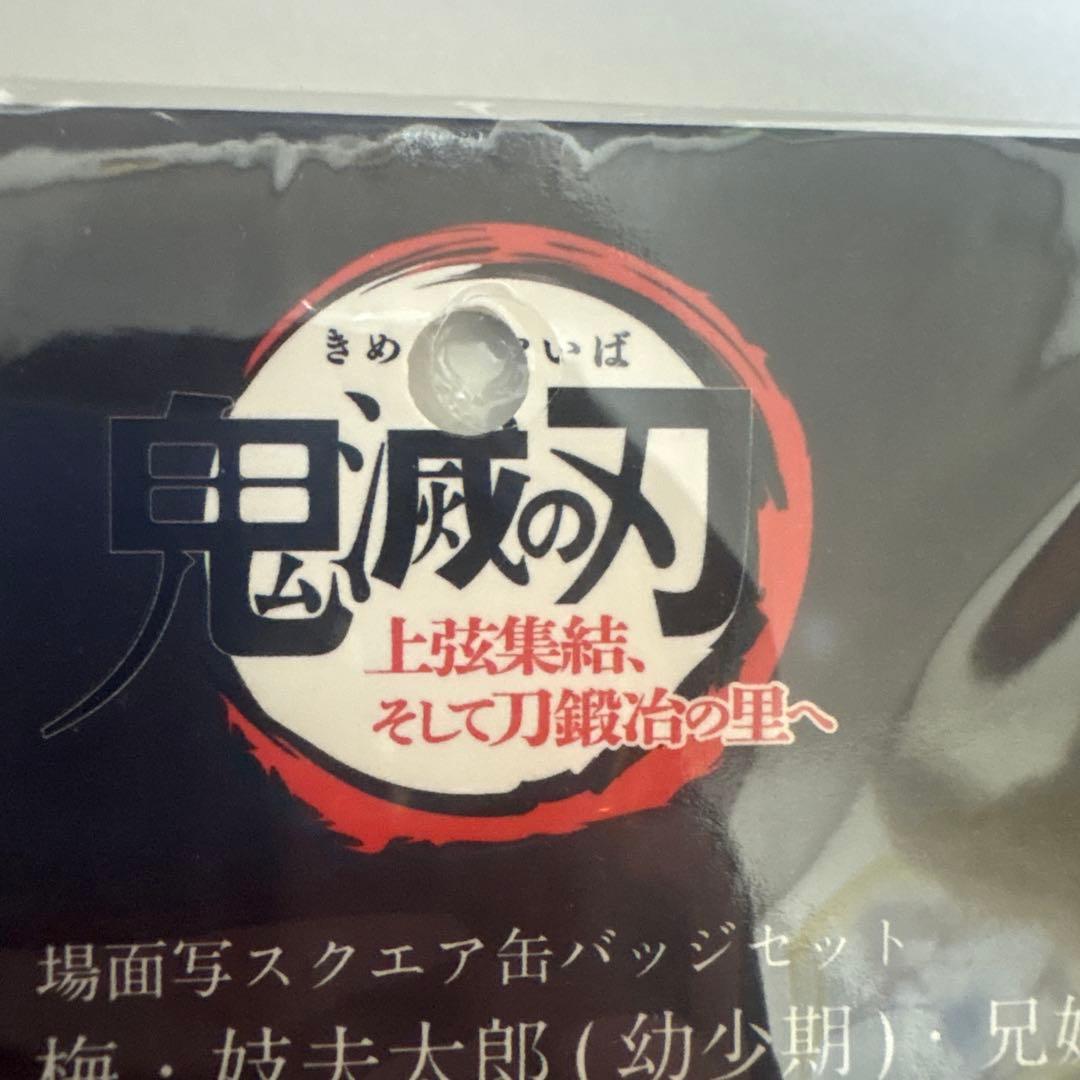 きめ いば
鬼滅の刃
上弦集結、
そして刀鍛冶の里へ
場面写スクエア缶バッジセット
梅・妓夫太郎(幼少期)・兄妹